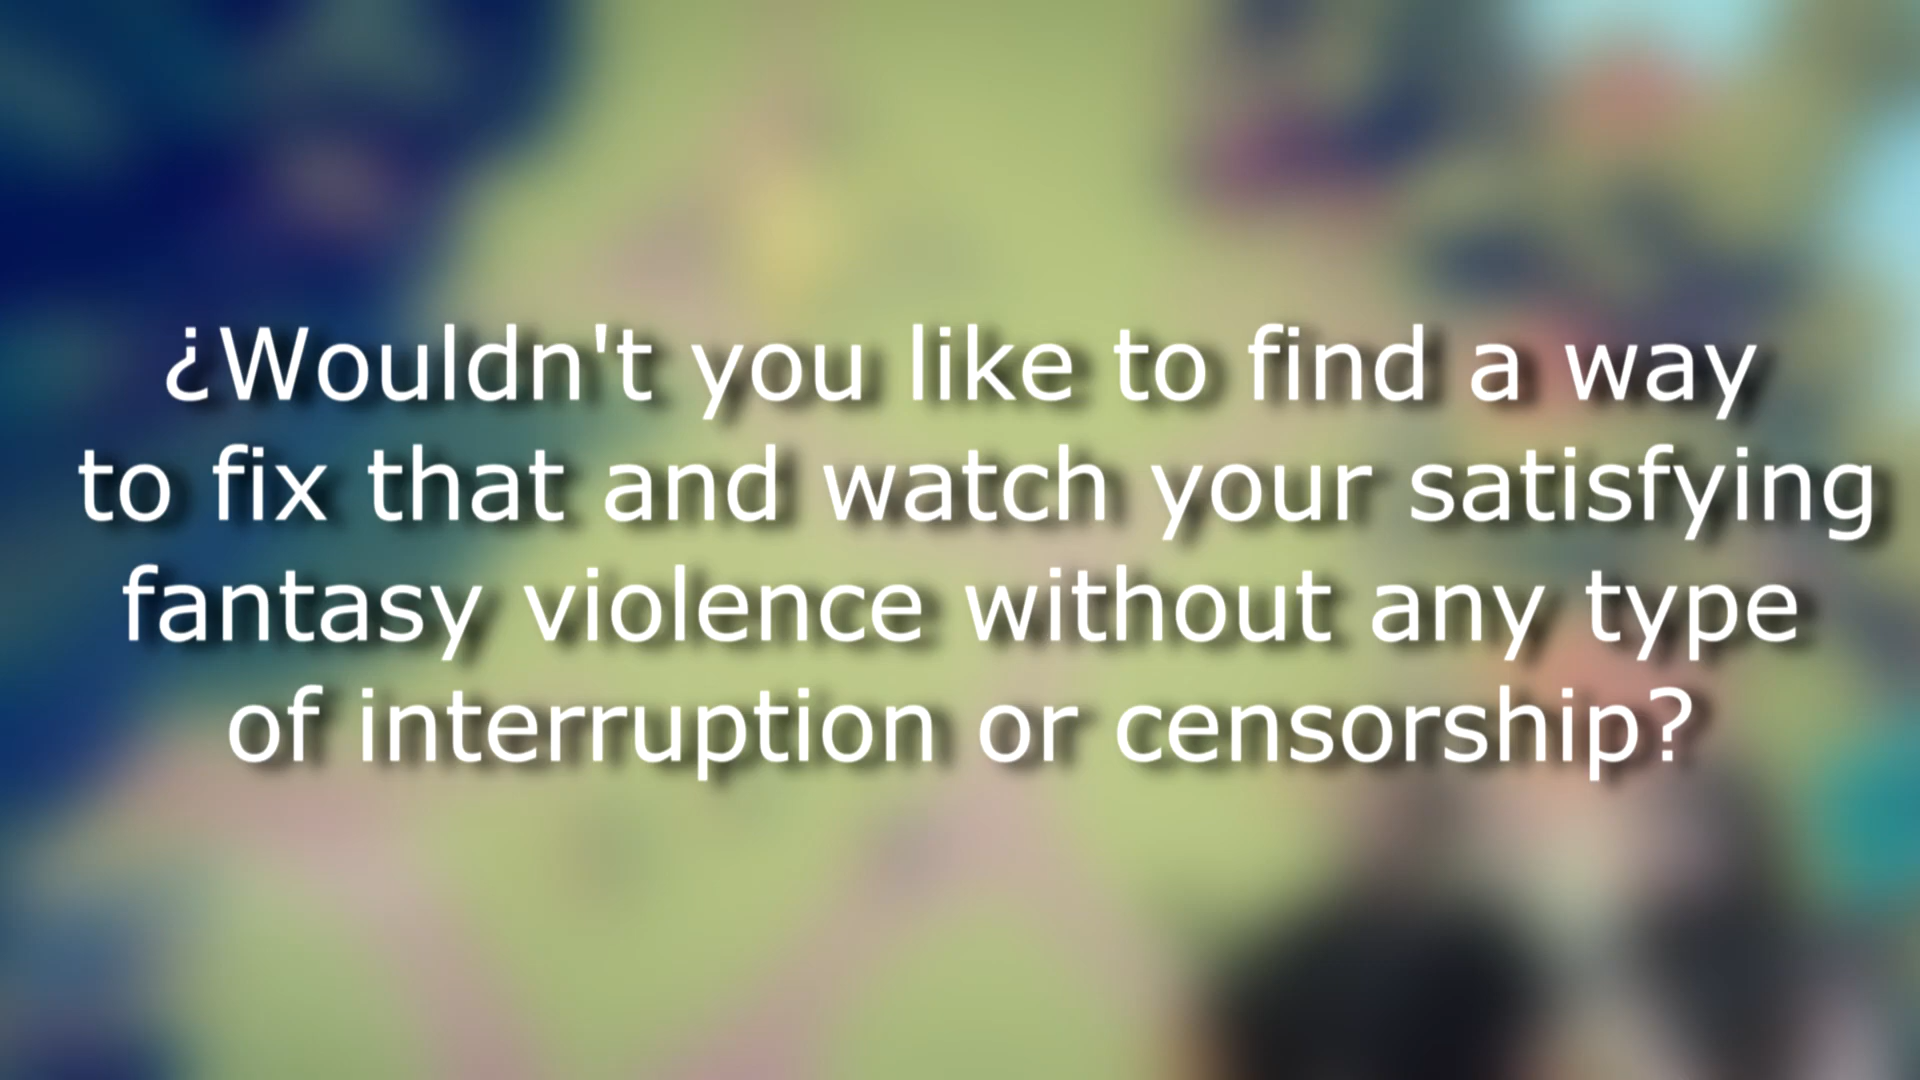 ¿Wouldn't you like to find a way
to fix that and watch your satisfying
fantasy violence without any type
of interruption or censorship?